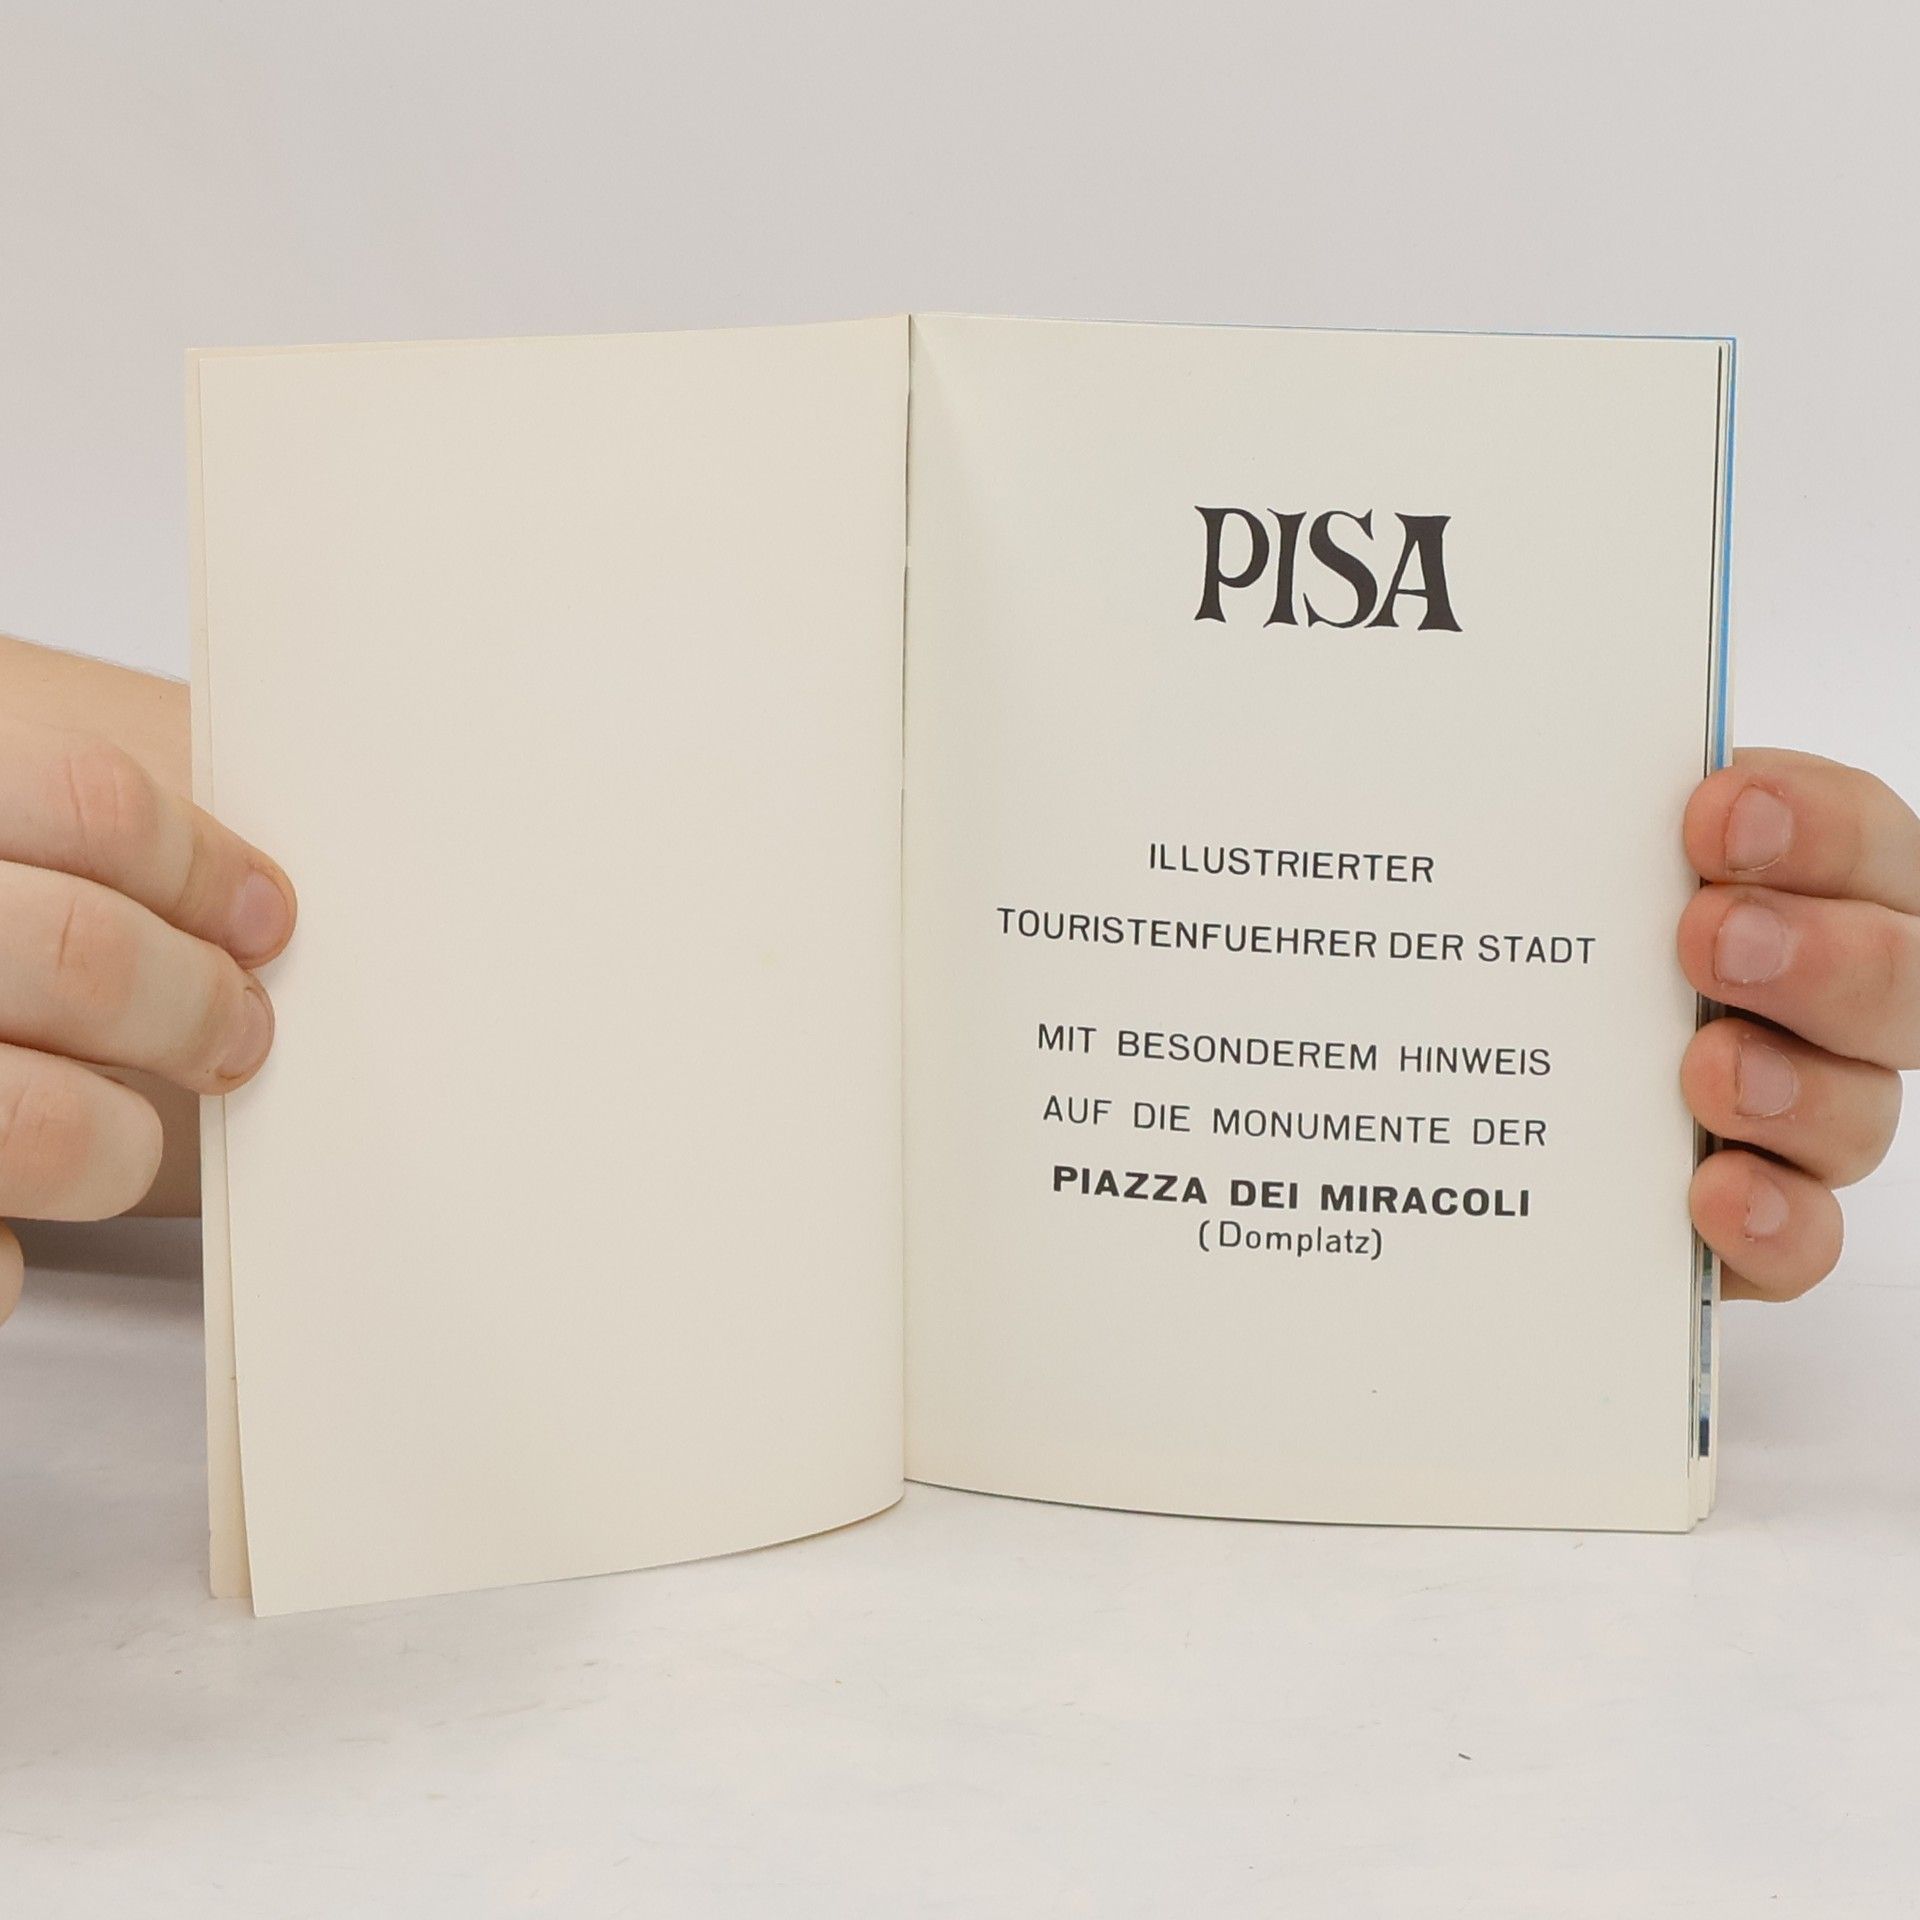 PISA
ILLUSTRIERTER
TOURISTENFUEHRER DER STADT
MIT BESONDEREM HINWEIS
AUF DIE MONUMENTE DER
PIAZZA DEI MIRACOLI
(Domplatz)